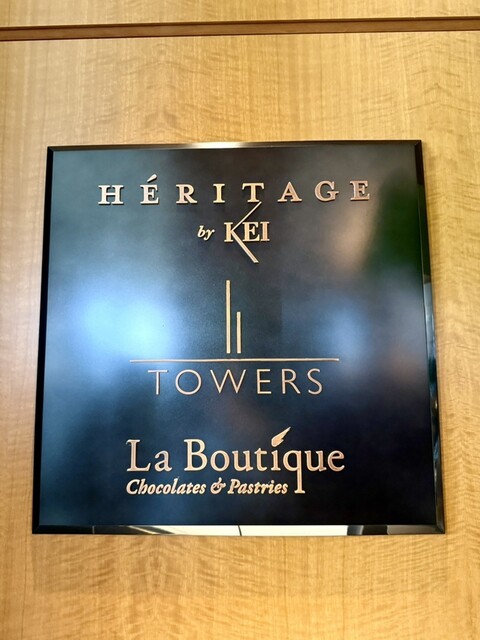 HÉRITAGE
by KEI
TOWERS
La Boutique
Chocolates & Pastries